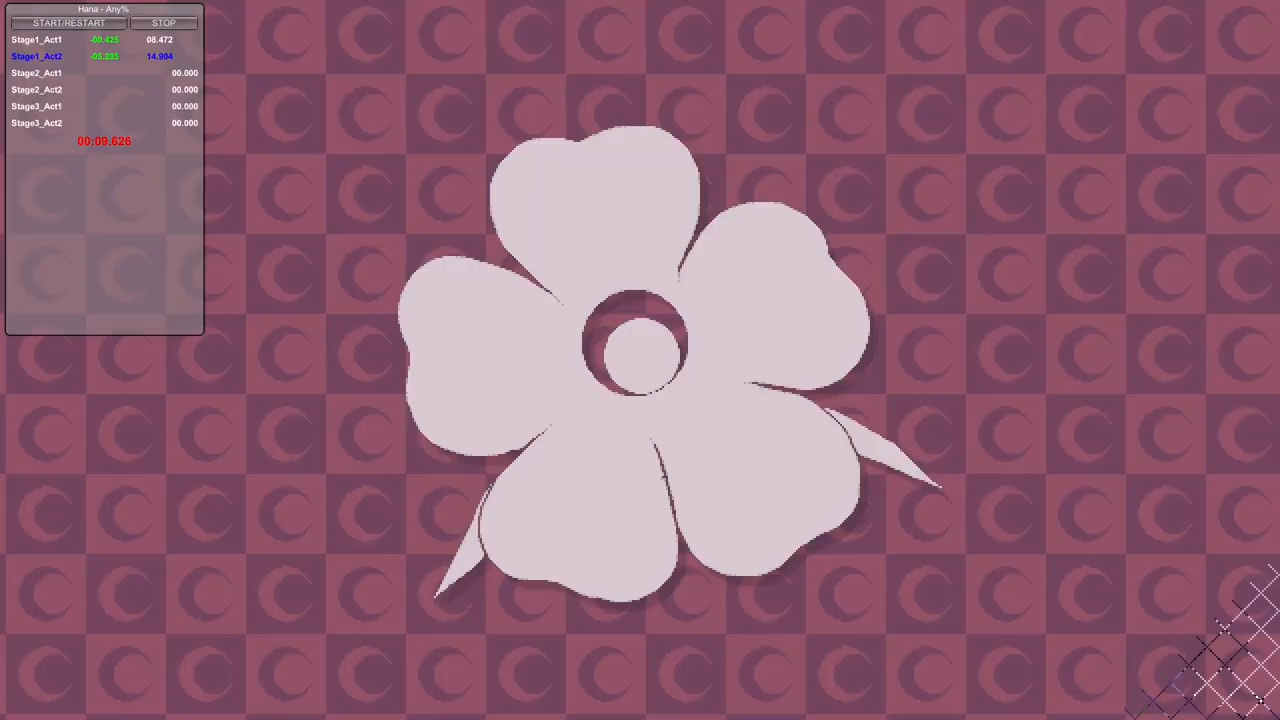 Hana - Any%
START/RESTART STOP
Stage1_Act1 -00.425 08.472
Stage1_Act2 -05.285 14.904
Stage2_Act1 00.000
Stage2_Act2 00.000
Stage3_Act1 00.000
Stage3_Act2 00.000
00:09.626